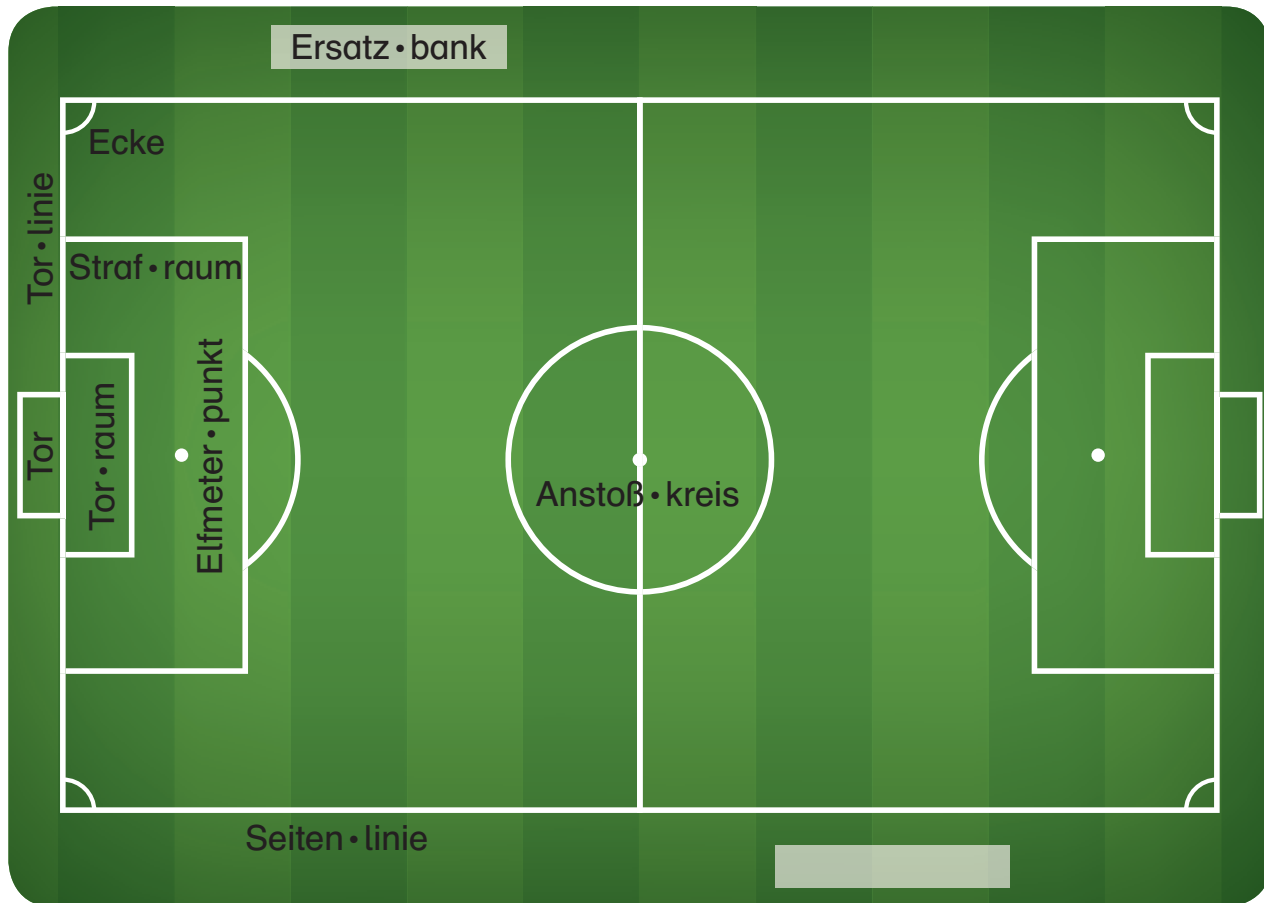 Ersatz•bank
Ecke
Tor•linie
Straf•raum
Elfmeter•punkt
Tor•raum
Tor
Anstoß•kreis
Seiten•linie